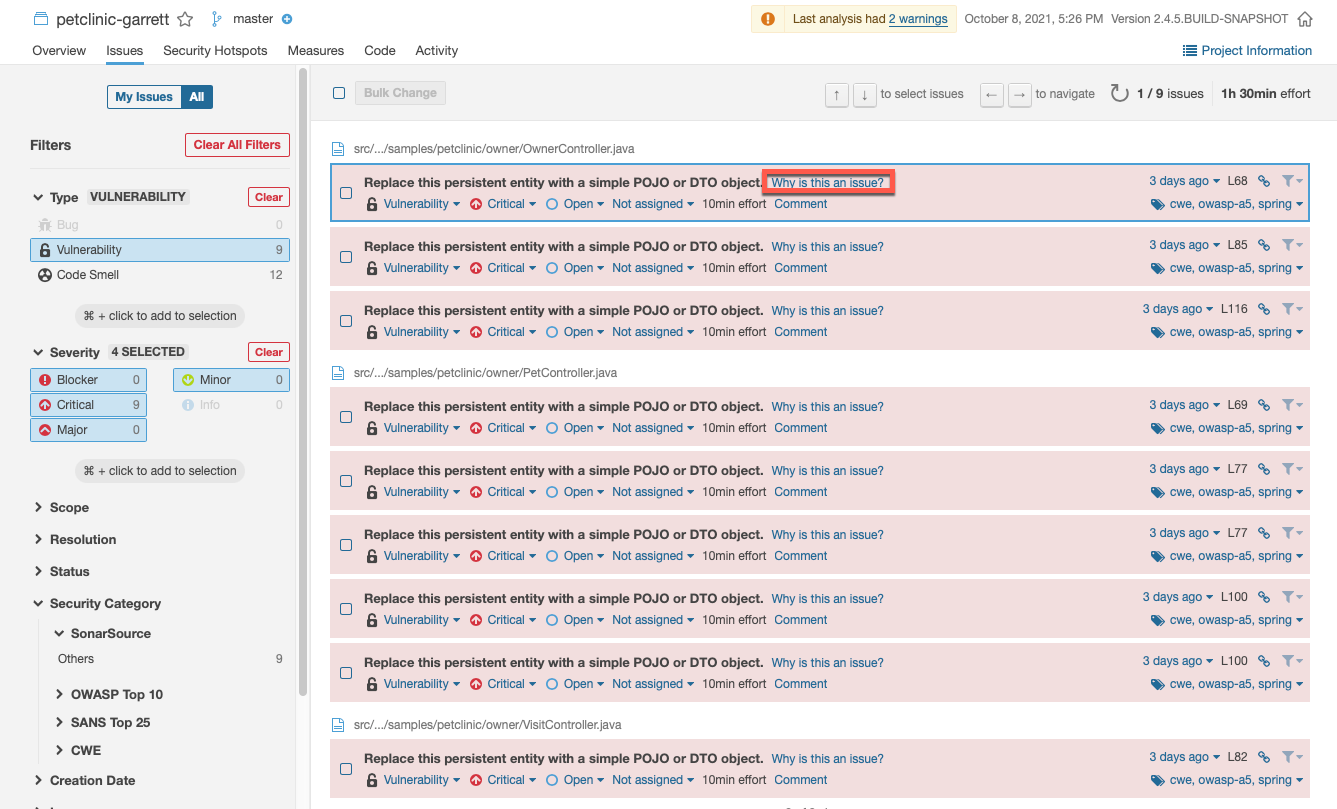 petclinic-garrett master
Last analysis had 2 warnings October 8, 2021, 5:26 PM Version 2.4.5.BUILD-SNAPSHOT
Overview Issues Security Hotspots Measures Code Activity Project Information
My Issues All
Filters Clear All Filters
Type VULNERABILITY Clear
Bug 0
Vulnerability 9
Code Smell 12
⌘ + click to add to selection
Severity 4 SELECTED Clear
Blocker 0 Minor 0
Critical 9 Info 0
Major 0
⌘ + click to add to selection
Scope
Resolution
Status
Security Category
SonarSource
Others 9
OWASP Top 10
SANS Top 25
CWE
Creation Date
Bulk Change ↑ ↓ to select issues ← → to navigate 1 / 9 issues 1h 30min effort
src/.../samples/petclinic/owner/OwnerController.java
Replace this persistent entity with a simple POJO or DTO object. Why is this an issue? 3 days ago L68
Vulnerability Critical Open Not assigned 10min effort Comment cwe, owasp-a5, spring
Replace this persistent entity with a simple POJO or DTO object. Why is this an issue? 3 days ago L85
Vulnerability Critical Open Not assigned 10min effort Comment cwe, owasp-a5, spring
Replace this persistent entity with a simple POJO or DTO object. Why is this an issue? 3 days ago L116
Vulnerability Critical Open Not assigned 10min effort Comment cwe, owasp-a5, spring
src/.../samples/petclinic/owner/PetController.java
Replace this persistent entity with a simple POJO or DTO object. Why is this an issue? 3 days ago L69
Vulnerability Critical Open Not assigned 10min effort Comment cwe, owasp-a5, spring
Replace this persistent entity with a simple POJO or DTO object. Why is this an issue? 3 days ago L77
Vulnerability Critical Open Not assigned 10min effort Comment cwe, owasp-a5, spring
Replace this persistent entity with a simple POJO or DTO object. Why is this an issue? 3 days ago L77
Vulnerability Critical Open Not assigned 10min effort Comment cwe, owasp-a5, spring
Replace this persistent entity with a simple POJO or DTO object. Why is this an issue? 3 days ago L100
Vulnerability Critical Open Not assigned 10min effort Comment cwe, owasp-a5, spring
Replace this persistent entity with a simple POJO or DTO object. Why is this an issue? 3 days ago L100
Vulnerability Critical Open Not assigned 10min effort Comment cwe, owasp-a5, spring
src/.../samples/petclinic/owner/VisitController.java
Replace this persistent entity with a simple POJO or DTO object. Why is this an issue? 3 days ago L82
Vulnerability Critical Open Not assigned 10min effort Comment cwe, owasp-a5, spring